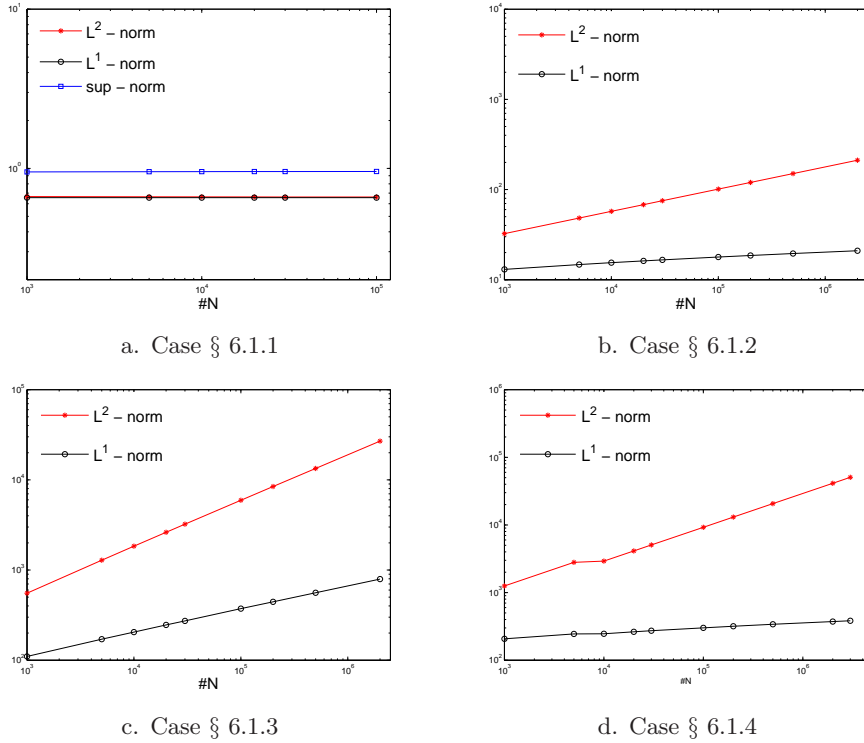 10^1
L^2 – norm
L^1 – norm
sup – norm
10^0
10^3
10^4
10^5
#N
a. Case § 6.1.1
10^4
L^2 – norm
L^1 – norm
10^3
10^2
10^1
10^3
10^4
10^5
10^6
#N
b. Case § 6.1.2
10^5
L^2 – norm
L^1 – norm
10^4
10^3
10^2
10^3
10^4
10^5
10^6
#N
c. Case § 6.1.3
10^6
L^2 – norm
L^1 – norm
10^5
10^4
10^3
10^2
10^3
10^4
10^5
10^6
#N
d. Case § 6.1.4